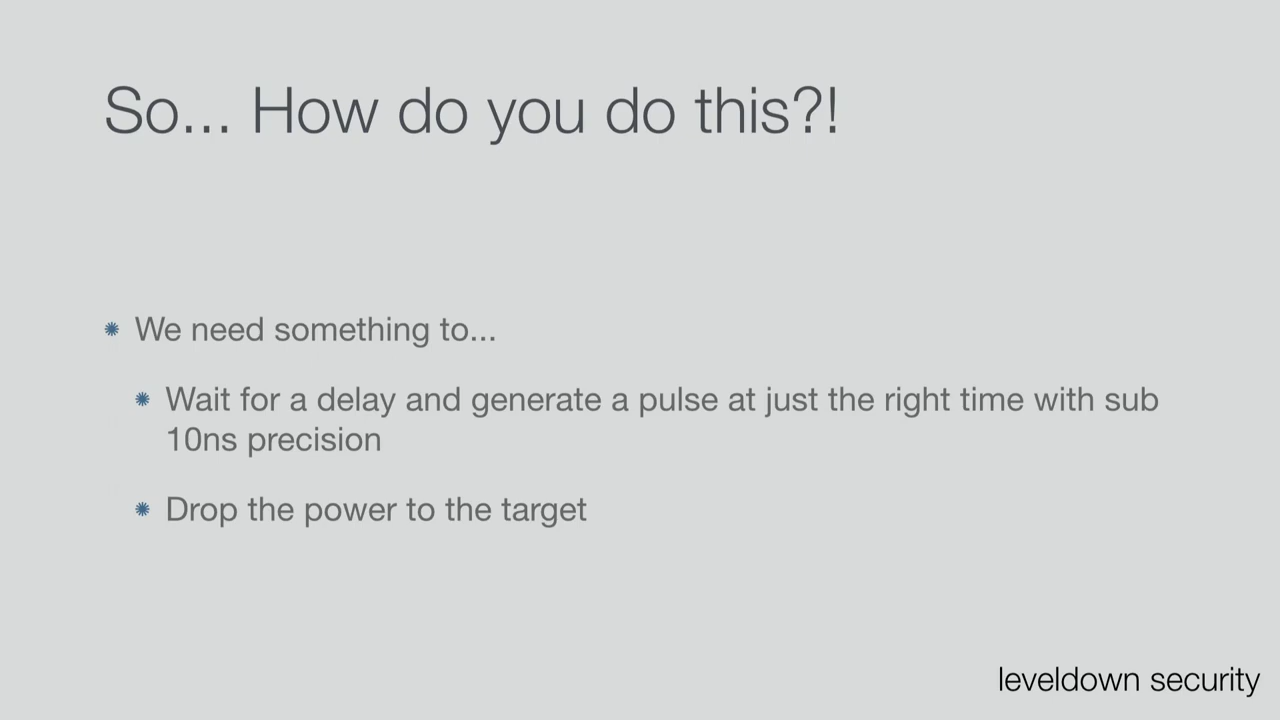 So... How do you do this?!
We need something to...
Wait for a delay and generate a pulse at just the right time with sub
10ns precision
Drop the power to the target
leveldown security